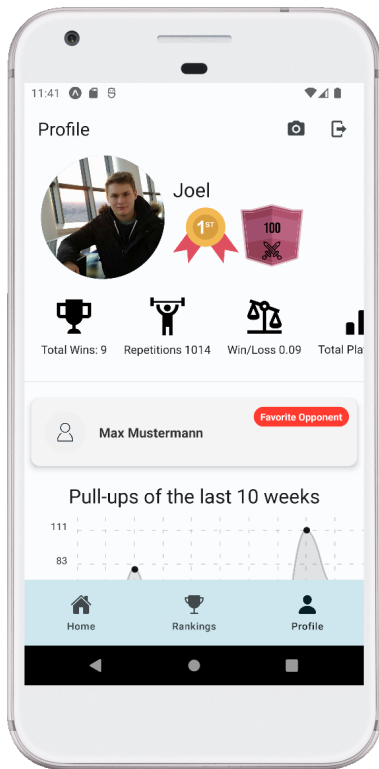 11:41
Profile
Joel
1ST
100
Total Wins: 9 Repetitions 1014 Win/Loss 0.09 Total Pla
Favorite Opponent
Max Mustermann
Pull-ups of the last 10 weeks
111
83
Home Rankings Profile